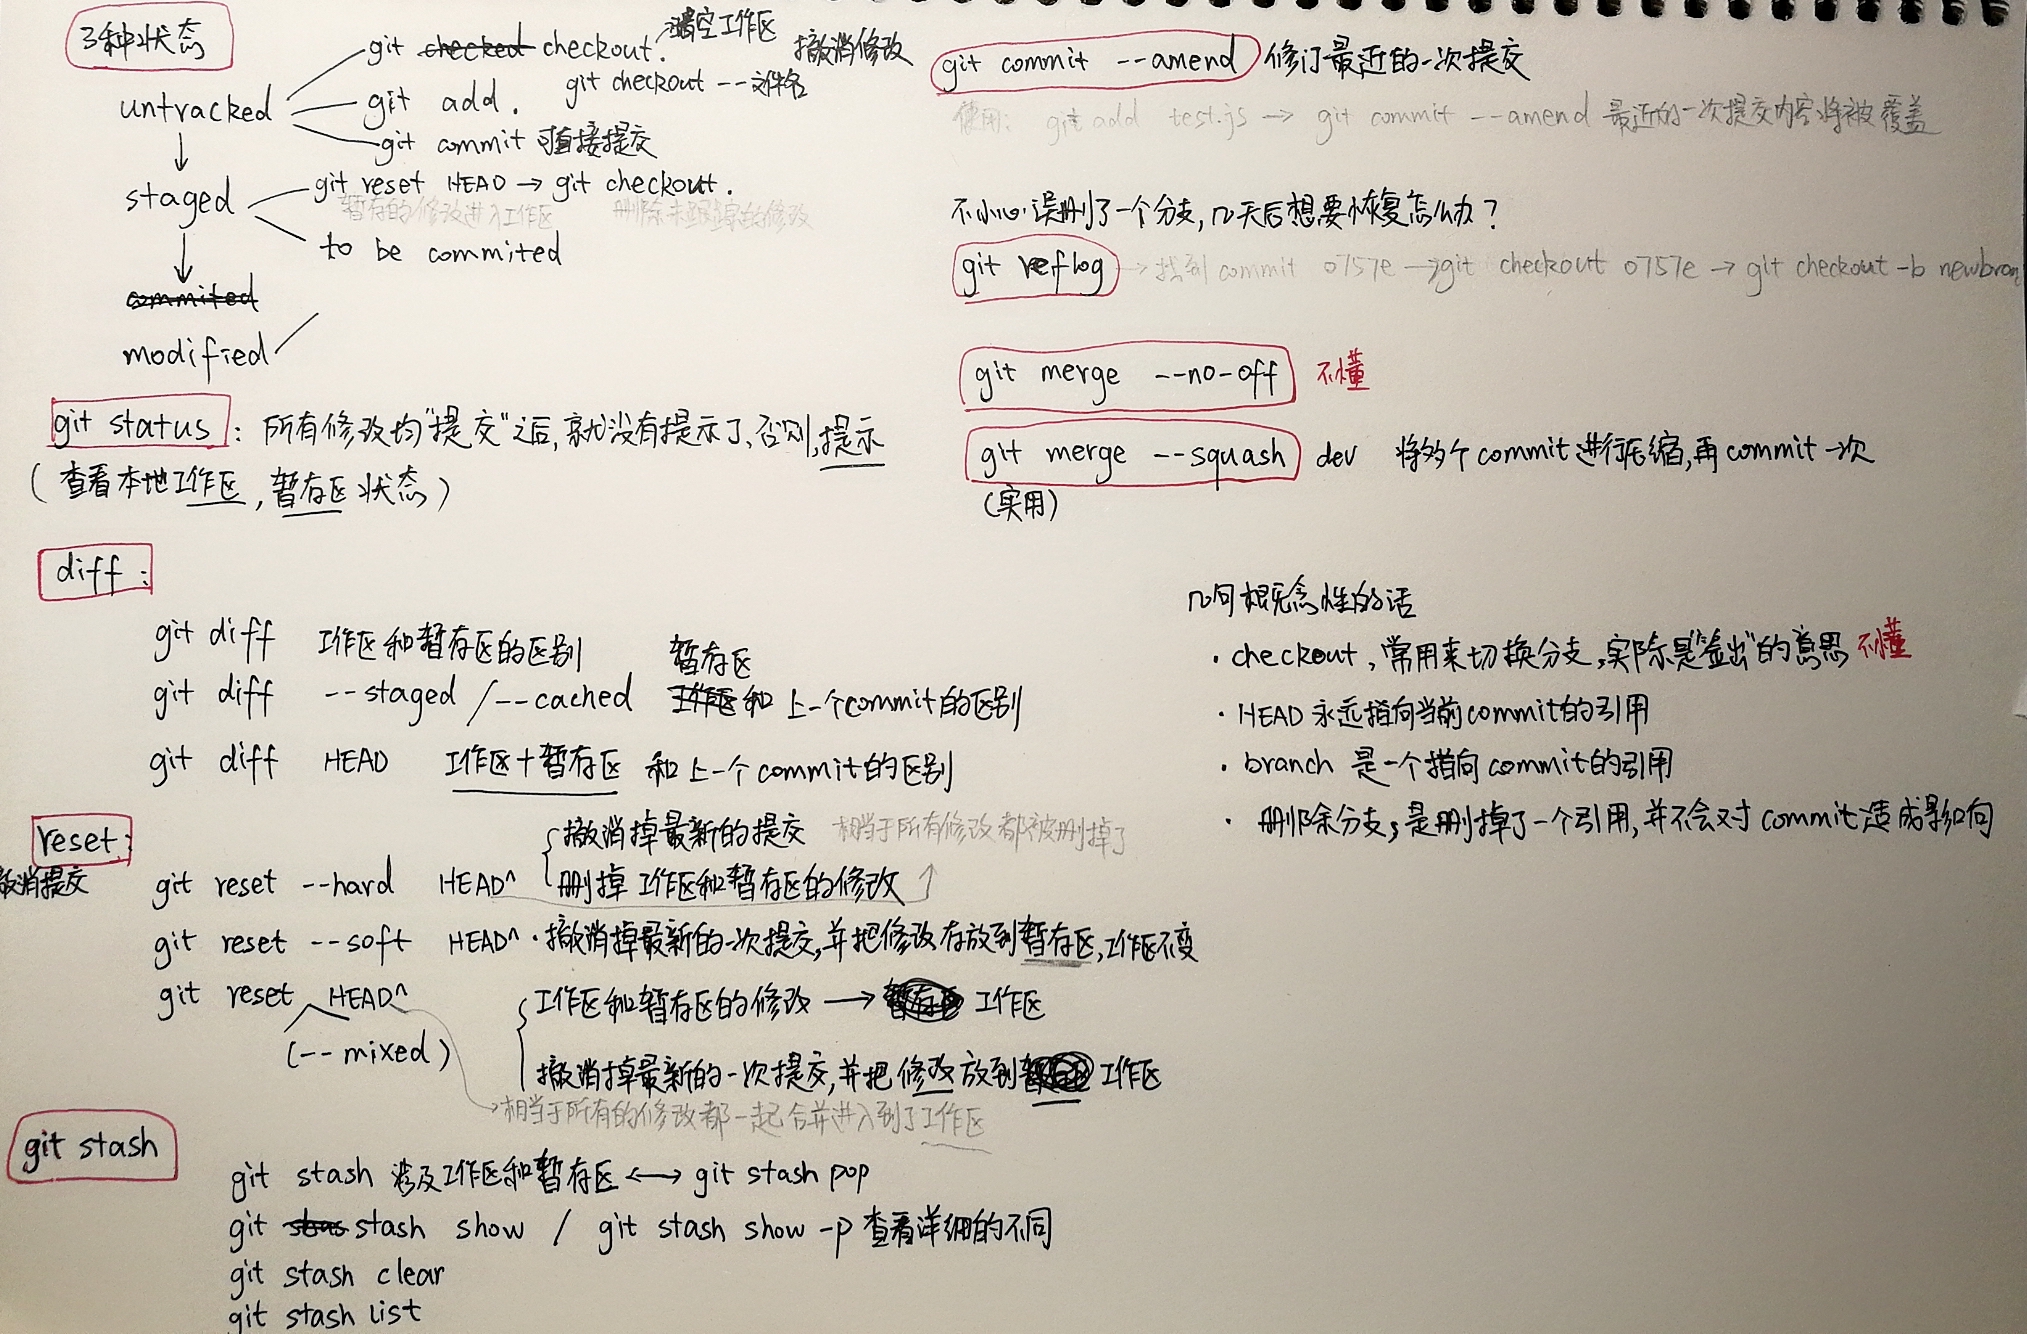 3种状态
git checked checkout. 清空工作区
撤消修改
untracked
git add. git checkout --文件名
git commit 可直接提交
staged
git reset HEAD → git checkout.
暂存的修改进入工作区 删除未跟踪的修改
to be commited
commited
modified
git status : 所有修改均"提交"之后,就没有提示了,否则,提示
(查看本地工作区,暂存区状态)
diff:
git diff 工作区和暂存区的区别
暂存区
git diff --staged /--cached 工作区和上一个commit的区别
git diff HEAD 工作区+暂存区 和上一个commit的区别
reset:
撤消提交
撤消掉最新的提交 相当于所有修改都被删掉了
git reset --hard HEAD^ 删掉工作区和暂存区的修改
git reset --soft HEAD^ ·撤消掉最新的一次提交,并把修改存放到暂存区,工作区不变
git reset HEAD^ 工作区和暂存区的修改 → 暂存区 工作区
(--mixed) 撤消掉最新的一次提交,并把修改放到工作区
→相当于所有的修改都一起合并进入到了工作区
git stash
git stash 涉及工作区和暂存区 ←→ git stash pop
git stash show / git stash show -p 查看详细的不同
git stash clear
git stash list
git commit --amend 修订最近的一次提交
使用: git add test.js → git commit --amend 最近的一次提交内容将被覆盖
不小心误删了一个分支,几天后想要恢复怎么办?
git reflog → 找到 commit 0757e → git checkout 0757e → git checkout -b newbran
git merge --no-off 不懂
git merge --squash dev 将多个commit进行压缩,再commit一次
(实用)
几句概念性的话
· checkout, 常用来切换分支,实际是"签出"的意思 不懂
· HEAD 永远指向当前commit的引用
· branch 是一个指向commit的引用
· 删除分支,是删掉了一个引用,并不会对commit造成影响